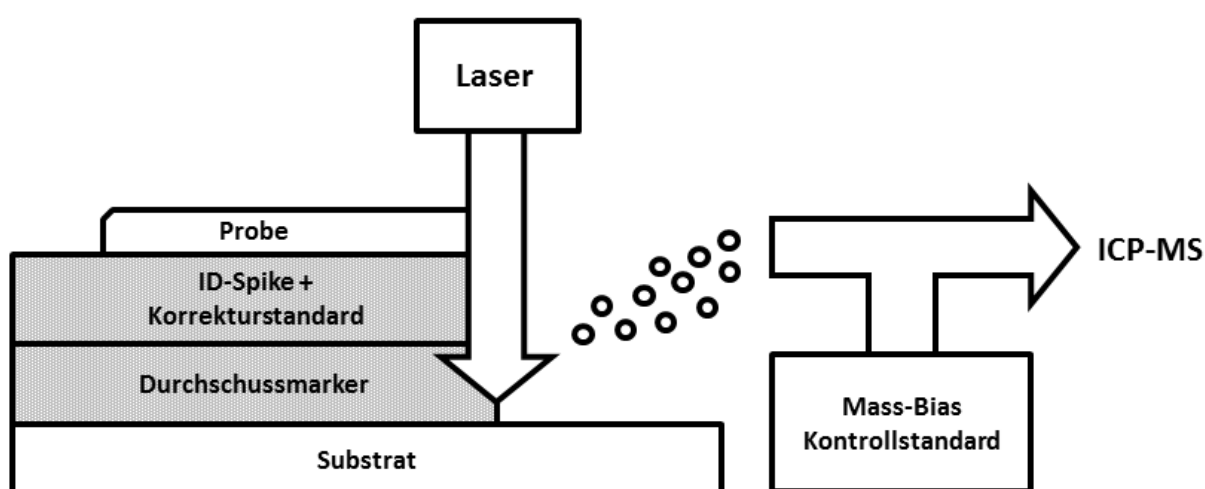 Laser
Probe
ID-Spike +
Korrekturstandard
Durchschussmarker
Substrat
ICP-MS
Mass-Bias
Kontrollstandard